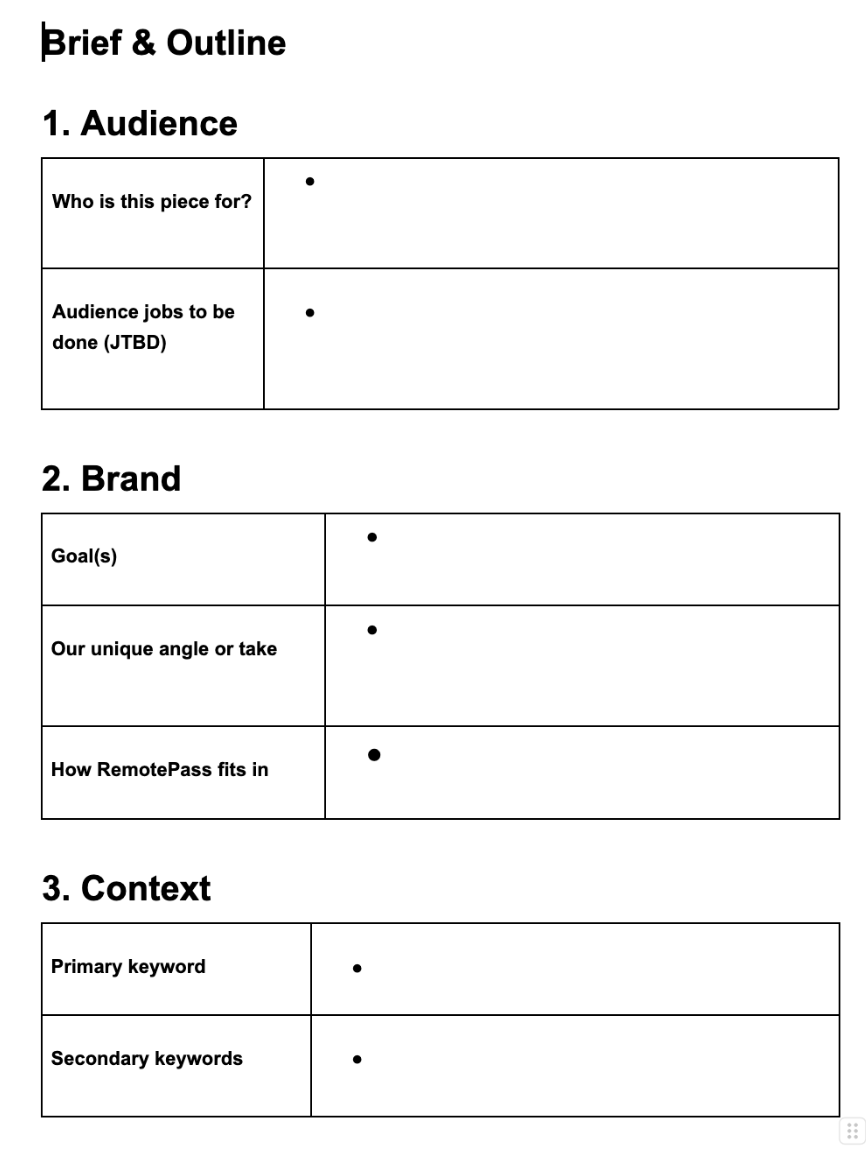 Brief & Outline
1. Audience
Who is this piece for?
Audience jobs to be
done (JTBD)
2. Brand
Goal(s)
Our unique angle or take
How RemotePass fits in
3. Context
Primary keyword
Secondary keywords